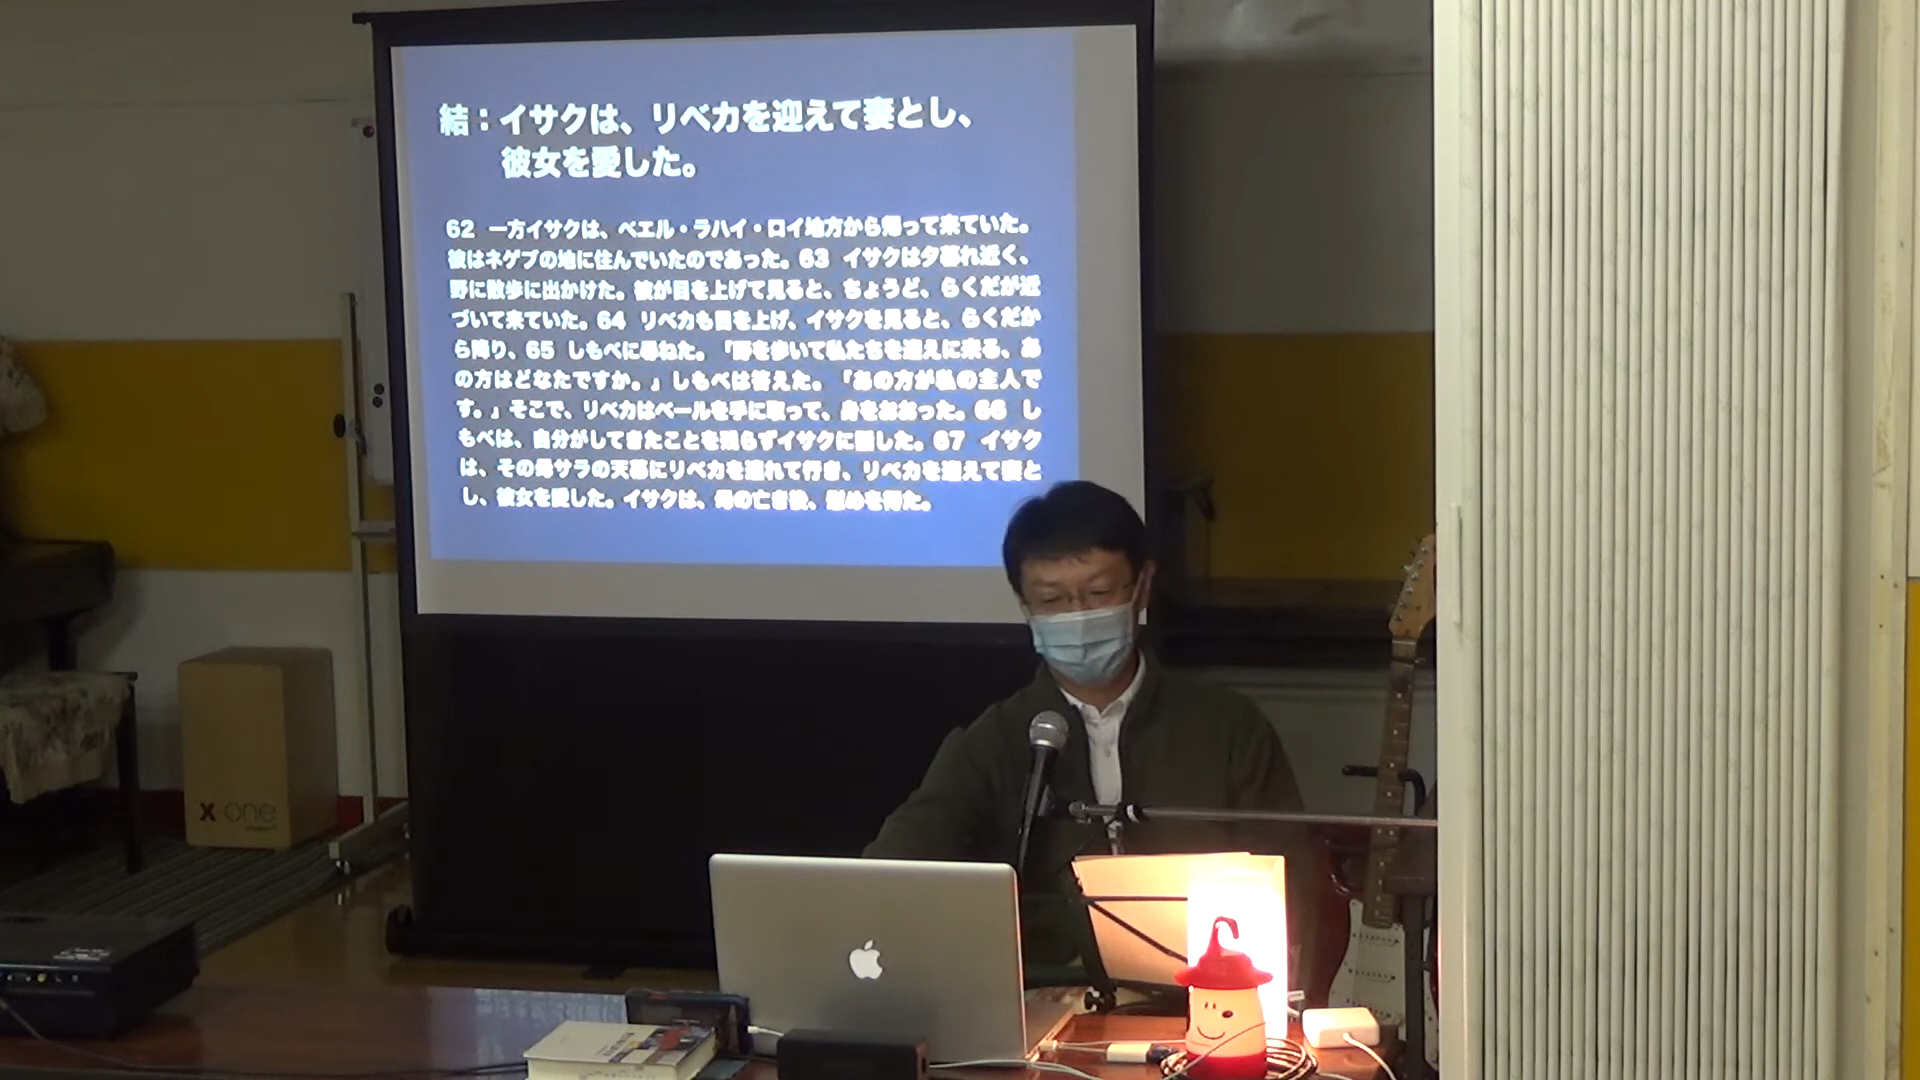 結：イサクは、リベカを迎えて妻とし、
彼女を愛した。
62 一方イサクは、ベエル・ラハイ・ロイ地方から帰って来ていた。
彼はネゲブの地に住んでいたのであった。63 イサクは夕暮れ近く、
野に散歩に出かけた。彼が目を上げて見ると、ちょうど、らくだが近
づいて来ていた。64 リベカも目を上げ、イサクを見ると、らくだか
ら降り、65 しもべに尋ねた。「野を歩いて私たちを迎えに来る、あ
の方はどなたですか。」しもべは答えた。「あの方が私の主人で
す。」そこで、リベカはベールを手に取って、身をおおった。66 し
もべは、自分がしてきたことを残らずイサクに話した。67 イサク
は、その母サラの天幕にリベカを連れて行き、リベカを迎えて妻と
し、彼女を愛した。イサクは、母の亡き後、慰めを得た。
X one